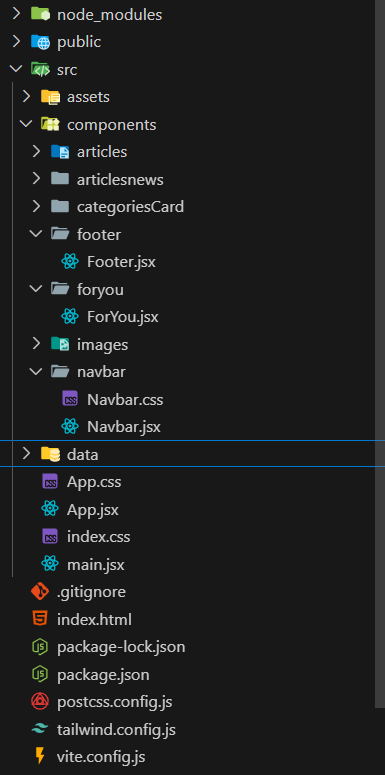 node_modules
public
src
assets
components
articles
articlesnews
categoriesCard
footer
Footer.jsx
foryou
ForYou.jsx
images
navbar
Navbar.css
Navbar.jsx
data
App.css
App.jsx
index.css
main.jsx
.gitignore
index.html
package-lock.json
package.json
postcss.config.js
tailwind.config.js
vite.config.js